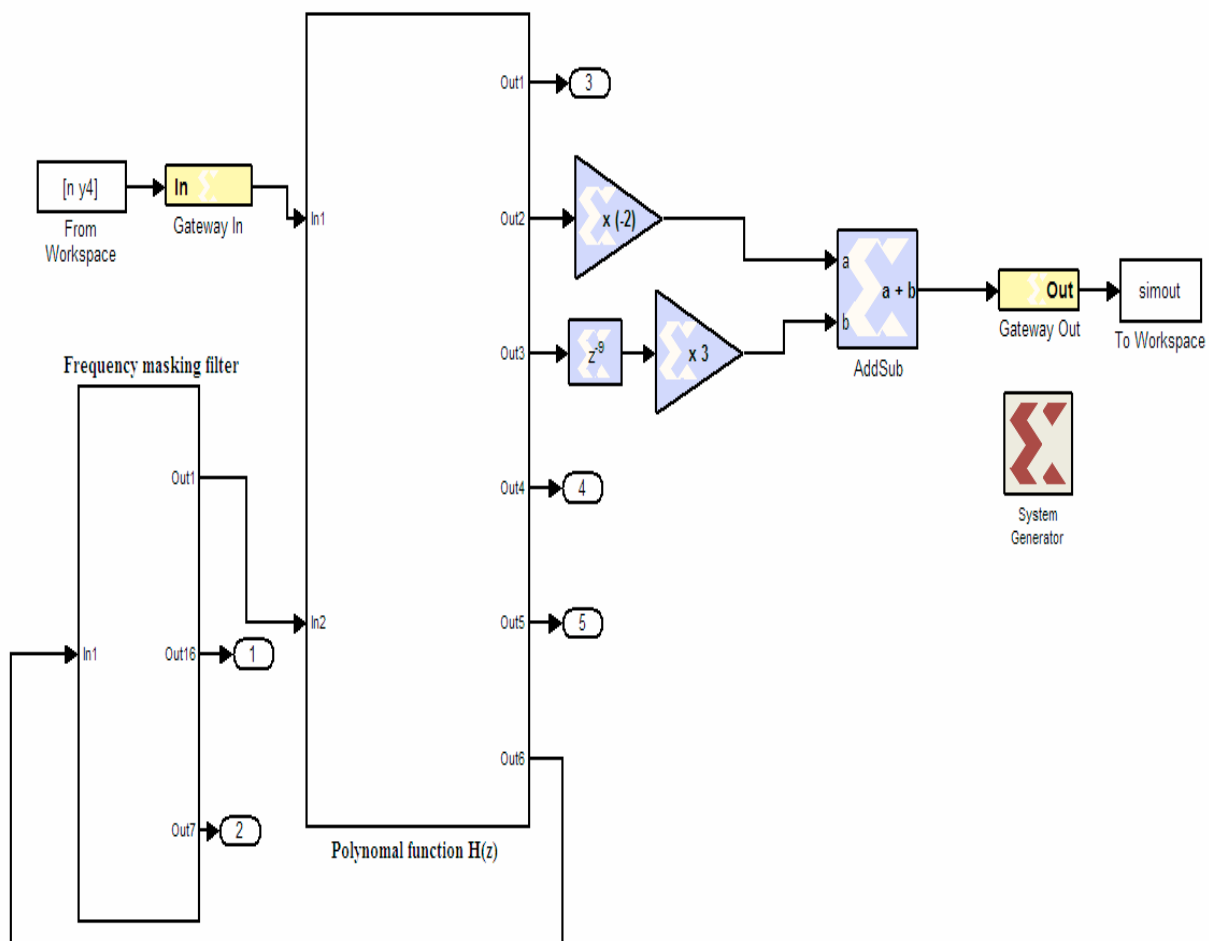 [n y4]
From
Workspace
In
Gateway In
In1
Out1
3
Out2
x (-2)
Out3
z-9
x 3
a
b
a + b
AddSub
Out
Gateway Out
simout
To Workspace
System
Generator
Out4
4
Out5
5
Out6
In2
Polynomal function H(z)
Frequency masking filter
In1
Out1
Out16
1
Out7
2